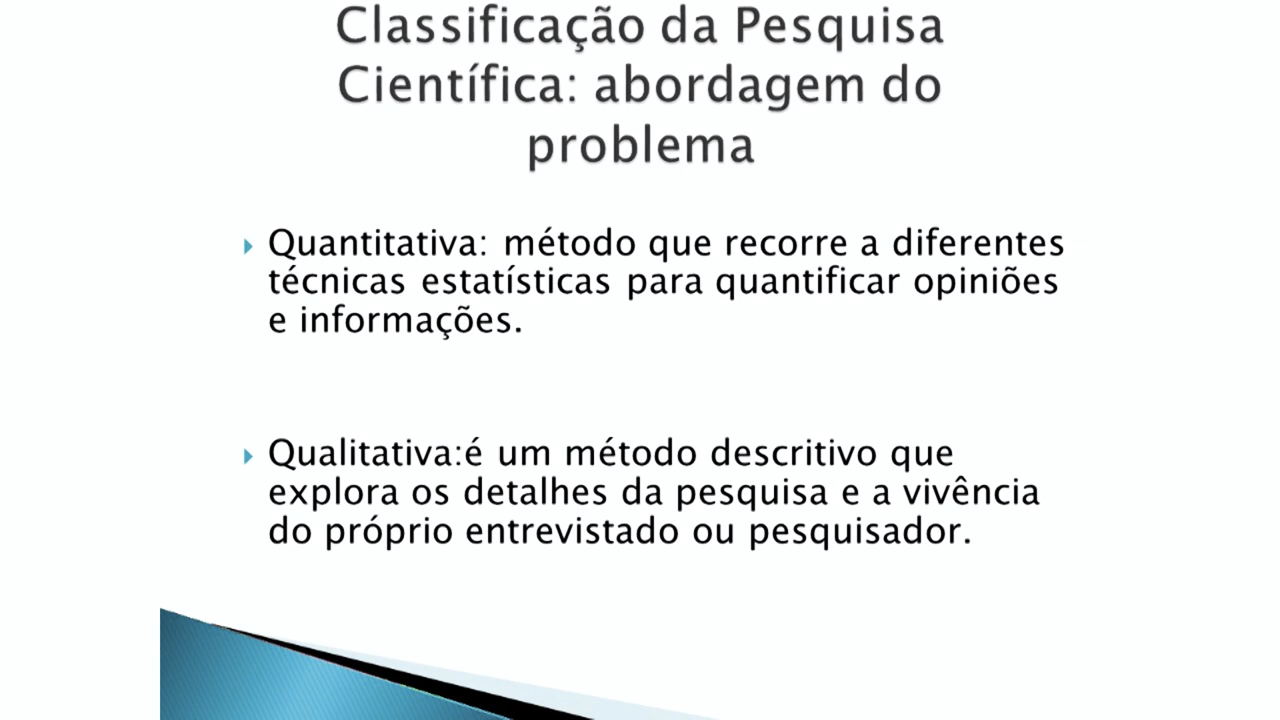 Classificação da Pesquisa
Científica: abordagem do
problema
Quantitativa: método que recorre a diferentes
técnicas estatísticas para quantificar opiniões
e informações.
Qualitativa:é um método descritivo que
explora os detalhes da pesquisa e a vivência
do próprio entrevistado ou pesquisador.